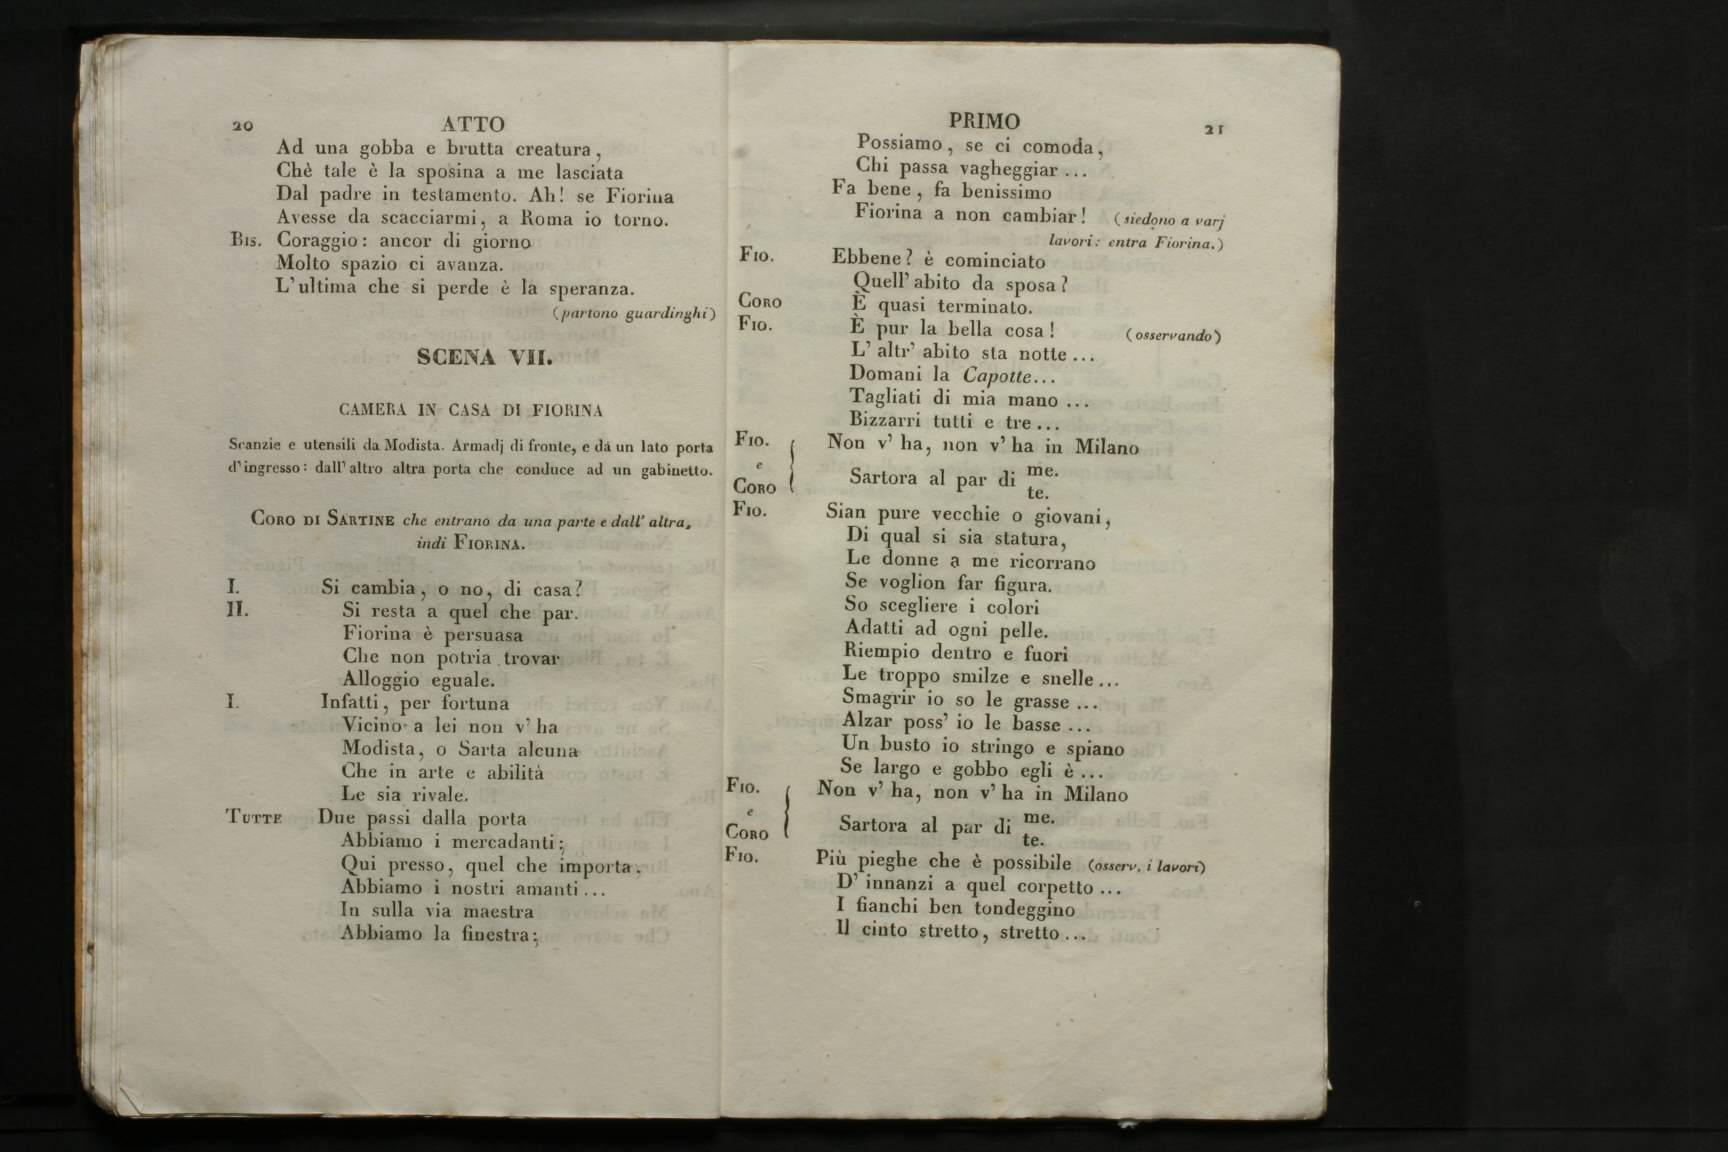 20 ATTO
Ad una gobba e brutta creatura,
Chè tale è la sposina a me lasciata
Dal padre in testamento. Ah! se Fiorina
Avesse da scacciarmi, a Roma io torno.
BIS. Coraggio: ancor di giorno
Molto spazio ci avanza.
L'ultima che si perde è la speranza.
(partono guardinghi)
SCENA VII.
CAMERA IN CASA DI FIORINA
Scanzie e utensili da Modista. Armadj di fronte, e da un lato porta
d'ingresso: dall'altro altra porta che conduce ad un gabinetto.
CORO DI SARTINE che entrano da una parte e dall'altra,
indi FIORINA.
I. Si cambia, o no, di casa?
II. Si resta a quel che par.
Fiorina è persuasa
Che non potria trovar
Alloggio eguale.
I. Infatti, per fortuna
Vicino a lei non v'ha
Modista, o Sarta alcuna
Che in arte e abilità
Le sia rivale.
TUTTE Due passi dalla porta
Abbiamo i mercadanti;
Qui presso, quel che importa,
Abbiamo i nostri amanti...
In sulla via maestra
Abbiamo la finestra;
PRIMO 21
Possiamo, se ci comoda,
Chi passa vagheggiar...
Fa bene, fa benissimo
Fiorina a non cambiar! (siedono a varj
lavori: entra Fiorina.)
FIO. Ebbene? è cominciato
Quell'abito da sposa?
CORO È quasi terminato.
FIO. È pur la bella cosa! (osservando)
L'altr'abito sta notte...
Domani la Capotte...
Tagliati di mia mano...
Bizzarri tutti e tre...
FIO. Non v'ha, non v'ha in Milano
e
CORO Sartora al par di me.
te.
FIO. Sian pure vecchie o giovani,
Di qual si sia statura,
Le donne a me ricorrano
Se voglion far figura.
So scegliere i colori
Adatti ad ogni pelle.
Riempio dentro e fuori
Le troppo smilze e snelle...
Smagrir io so le grasse...
Alzar poss'io le basse...
Un busto io stringo e spiano
Se largo e gobbo egli è...
FIO. Non v'ha, non v'ha in Milano
e
CORO Sartora al par di me.
te.
FIO. Più pieghe che è possibile (osserv. i lavori)
D'innanzi a quel corpetto...
I fianchi ben tondeggino
Il cinto stretto, stretto...